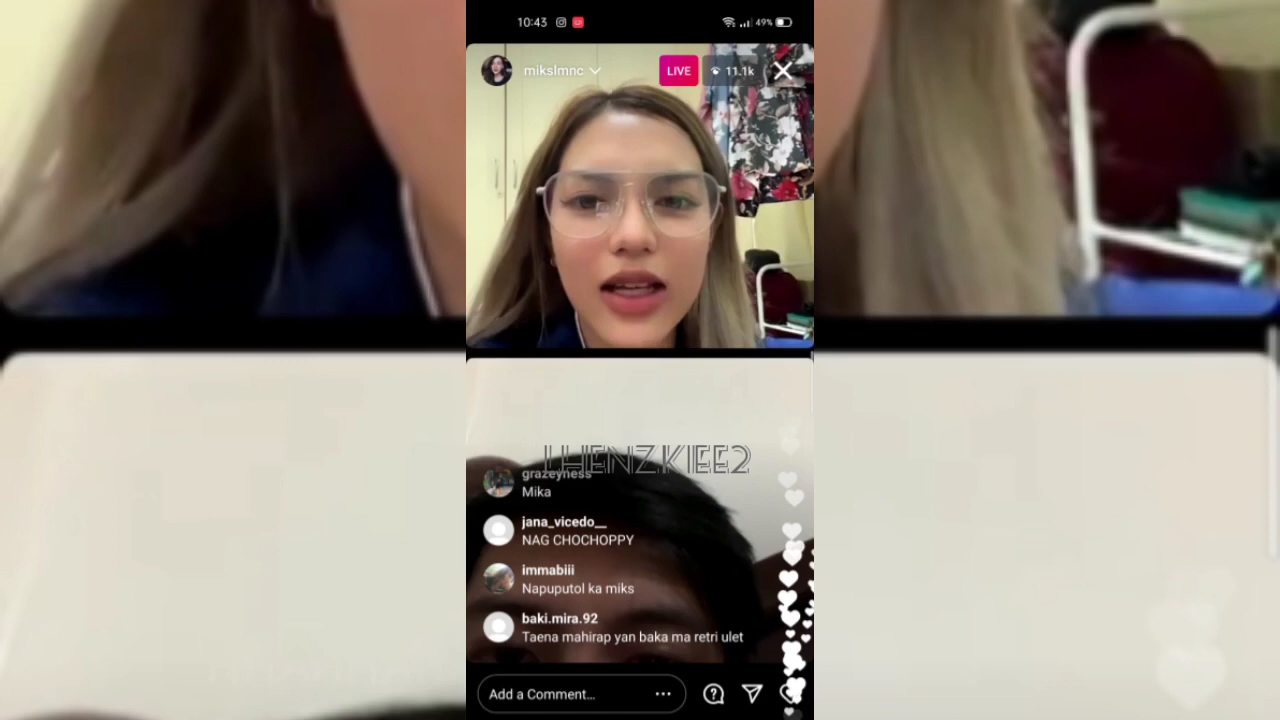 10:43
49%
mikslmnc
LIVE
11.1k
LHENZKIEE2
grazeyness
Mika
jana_vicedo__
NAG CHOCHOPPY
immabiii
Napuputol ka miks
baki.mira.92
Taena mahirap yan baka ma retri ulet
Add a Comment...